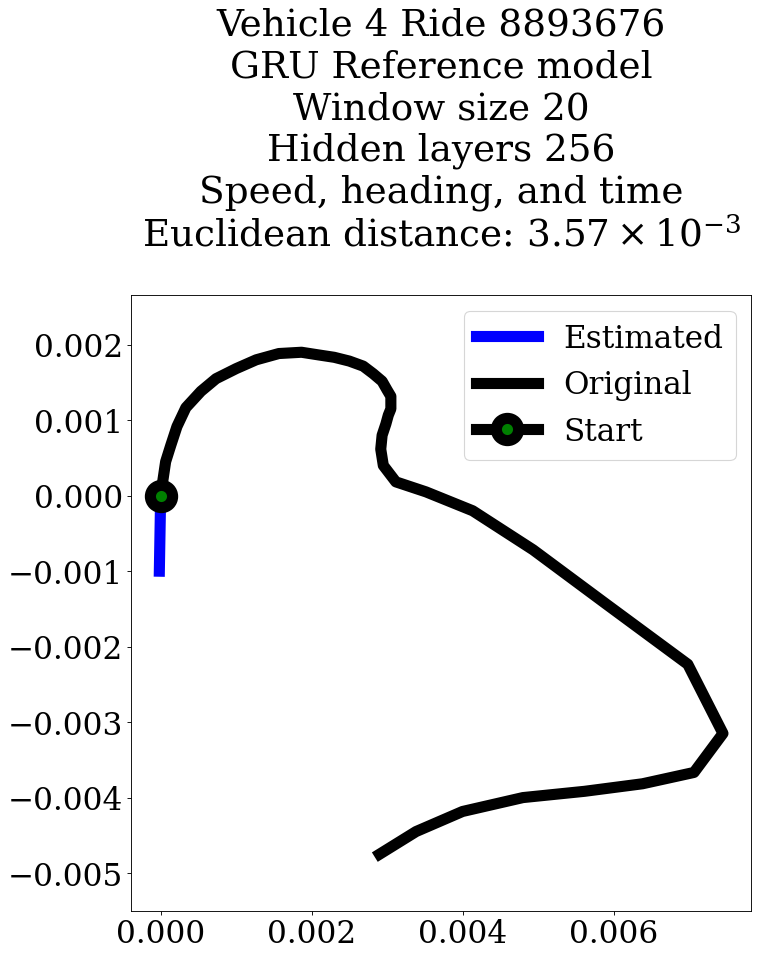 Vehicle 4 Ride 8893676
GRU Reference model
Window size 20
Hidden layers 256
Speed, heading, and time
Euclidean distance: 3.57 × 10⁻³
Estimated
Original
Start
0.002
0.001
0.000
−0.001
−0.002
−0.003
−0.004
−0.005
0.000 0.002 0.004 0.006